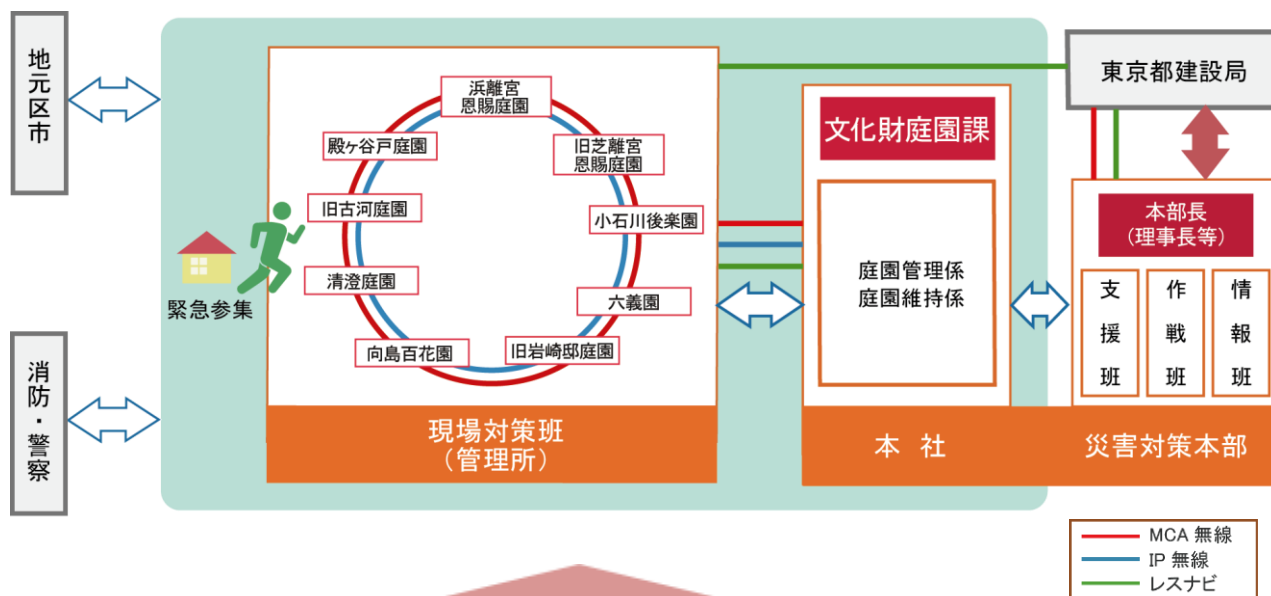 地元区市
消防・警察
緊急参集
浜離宮
恩賜庭園
旧芝離宮
恩賜庭園
小石川後楽園
六義園
旧岩崎邸庭園
向島百花園
清澄庭園
旧古河庭園
殿ヶ谷戸庭園
現場対策班
(管理所)
文化財庭園課
庭園管理係
庭園維持係
本社
東京都建設局
本部長
(理事長等)
支援班
作戦班
情報班
災害対策本部
MCA 無線
IP 無線
レスナビ